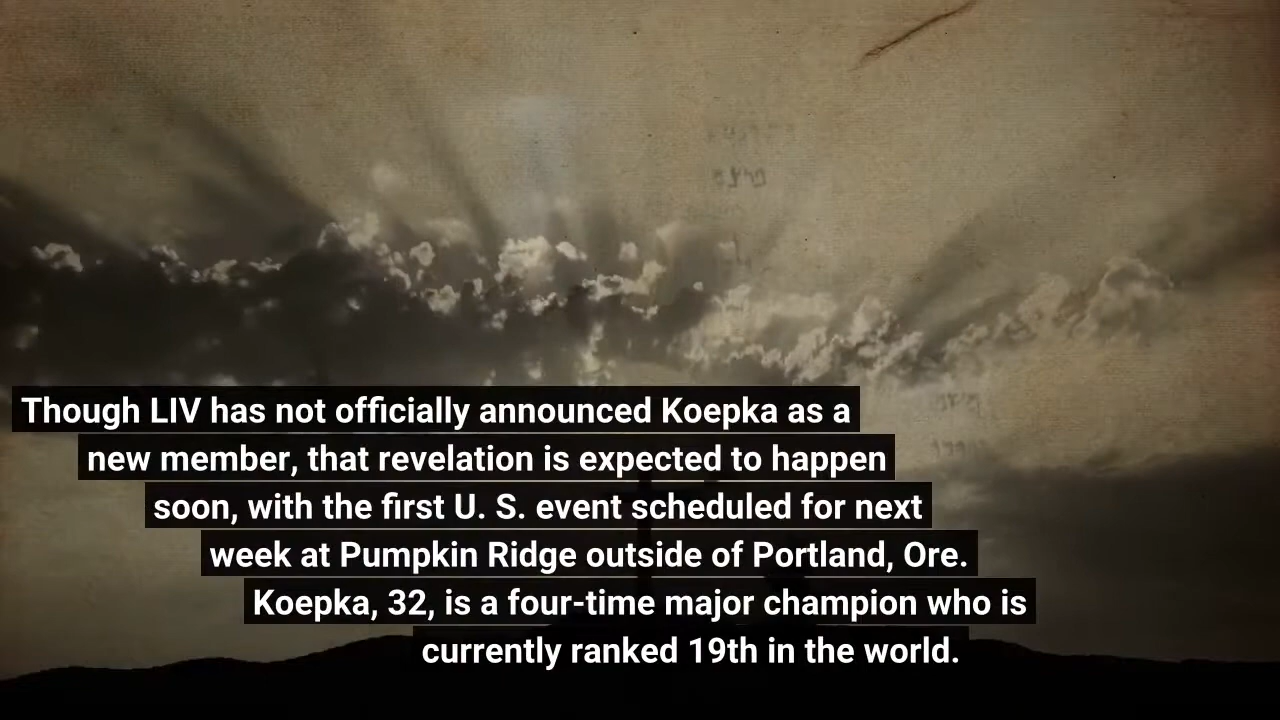 Though LIV has not officially announced Koepka as a
new member, that revelation is expected to happen
soon, with the first U. S. event scheduled for next
week at Pumpkin Ridge outside of Portland, Ore.
Koepka, 32, is a four-time major champion who is
currently ranked 19th in the world.